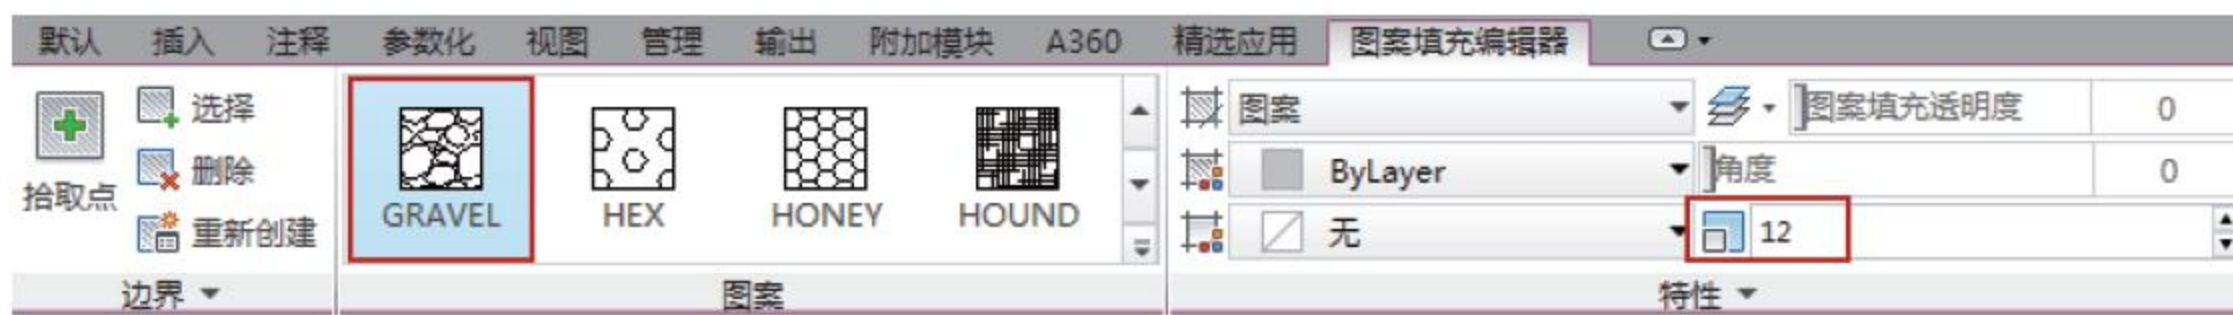 默认 插入 注释 参数化 视图 管理 输出 附加模块 A360 精选应用 图案填充编辑器
选择 图案 图案填充透明度 0
删除 ByLayer 角度 0
拾取点 GRAVEL HEX HONEY HOUND
重新创建 无 12
边界 图案 特性